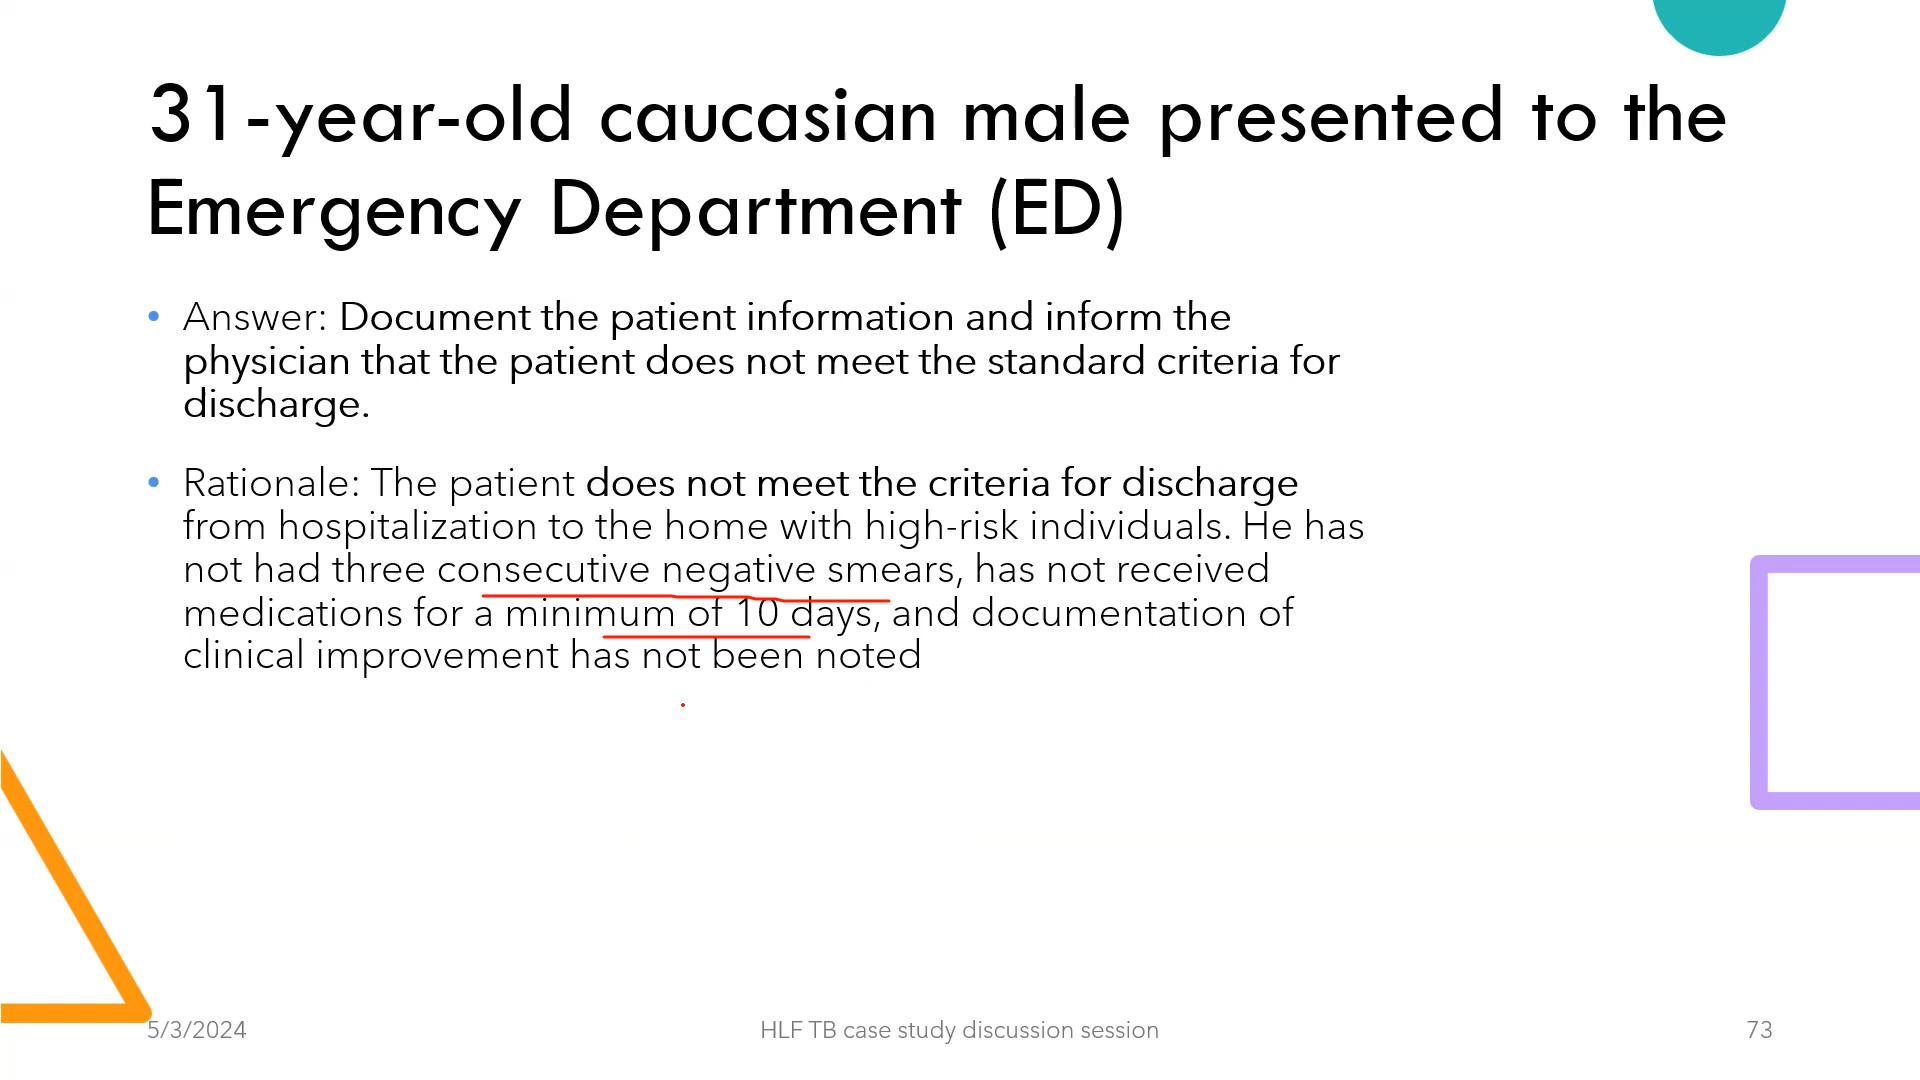 31-year-old caucasian male presented to the
Emergency Department (ED)
• Answer: Document the patient information and inform the
physician that the patient does not meet the standard criteria for
discharge.
• Rationale: The patient does not meet the criteria for discharge
from hospitalization to the home with high-risk individuals. He has
not had three consecutive negative smears, has not received
medications for a minimum of 10 days, and documentation of
clinical improvement has not been noted
5/3/2024
HLF TB case study discussion session
73